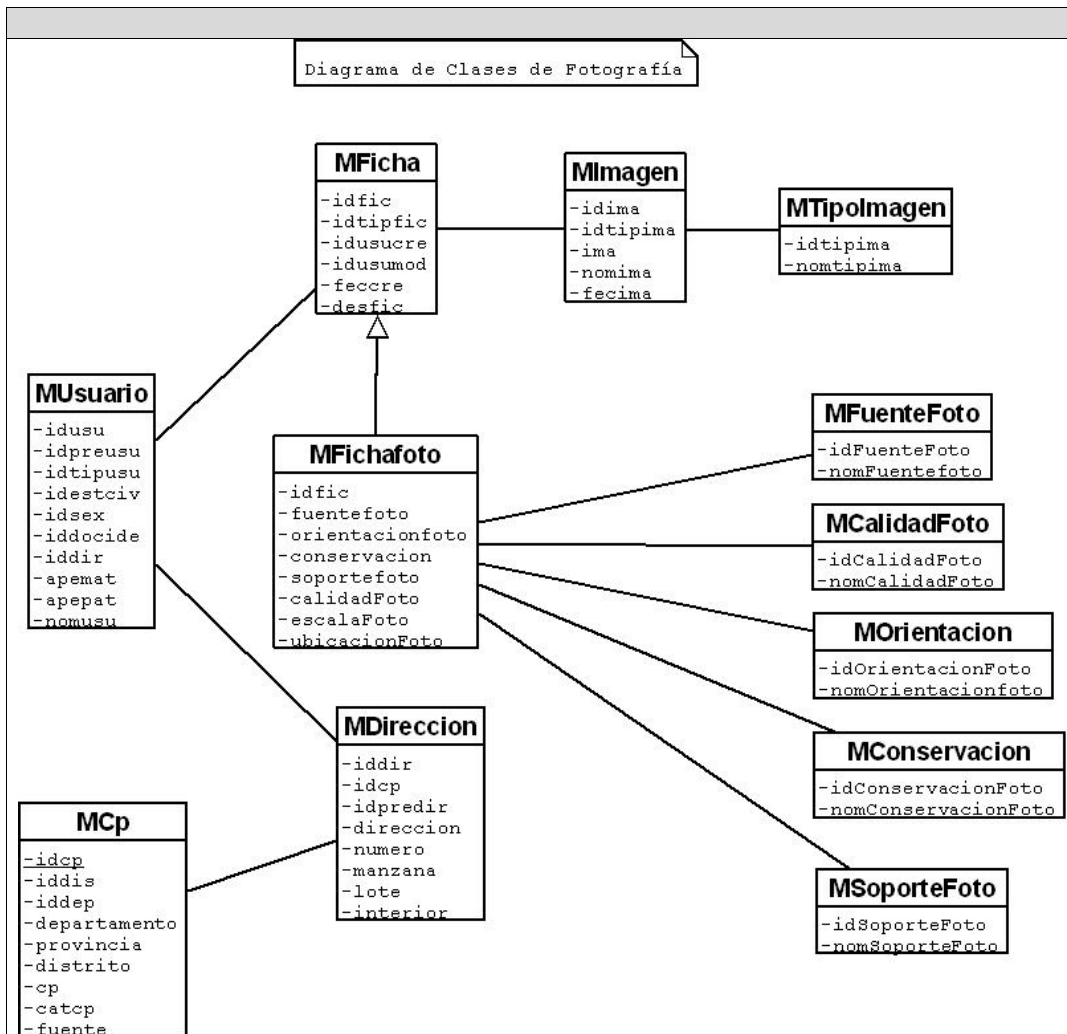 Diagrama de Clases de Fotografía
MFicha
-idfic
-idtipfic
-idusucre
-idusumod
-feccre
-desfic
MImagen
-idima
-idtipima
-ima
-nomima
-fecima
MTipoImagen
-idtipima
-nomtipima
MUsuario
-idusu
-idpreusu
-idtipusu
-idestciv
-idsex
-iddocide
-iddir
-apemat
-apepat
-nomusu
MFichafoto
-idfic
-fuentefoto
-orientacionfoto
-conservacion
-soportefoto
-calidadFoto
-escalaFoto
-ubicacionFoto
MFuenteFoto
-idFuenteFoto
-nomFuentefoto
MCalidadFoto
-idCalidadFoto
-nomCalidadFoto
MOrientacion
-idOrientacionFoto
-nomOrientacionfoto
MConservacion
-idConservacionFoto
-nomConservacionFoto
MSoporteFoto
-idSoporteFoto
-nomSoporteFoto
MDireccion
-iddir
-idcp
-idpredir
-direccion
-numero
-manzana
-lote
-interior
MCp
-idcp
-iddis
-iddep
-departamento
-provincia
-distrito
-cp
-catcp
-fuente